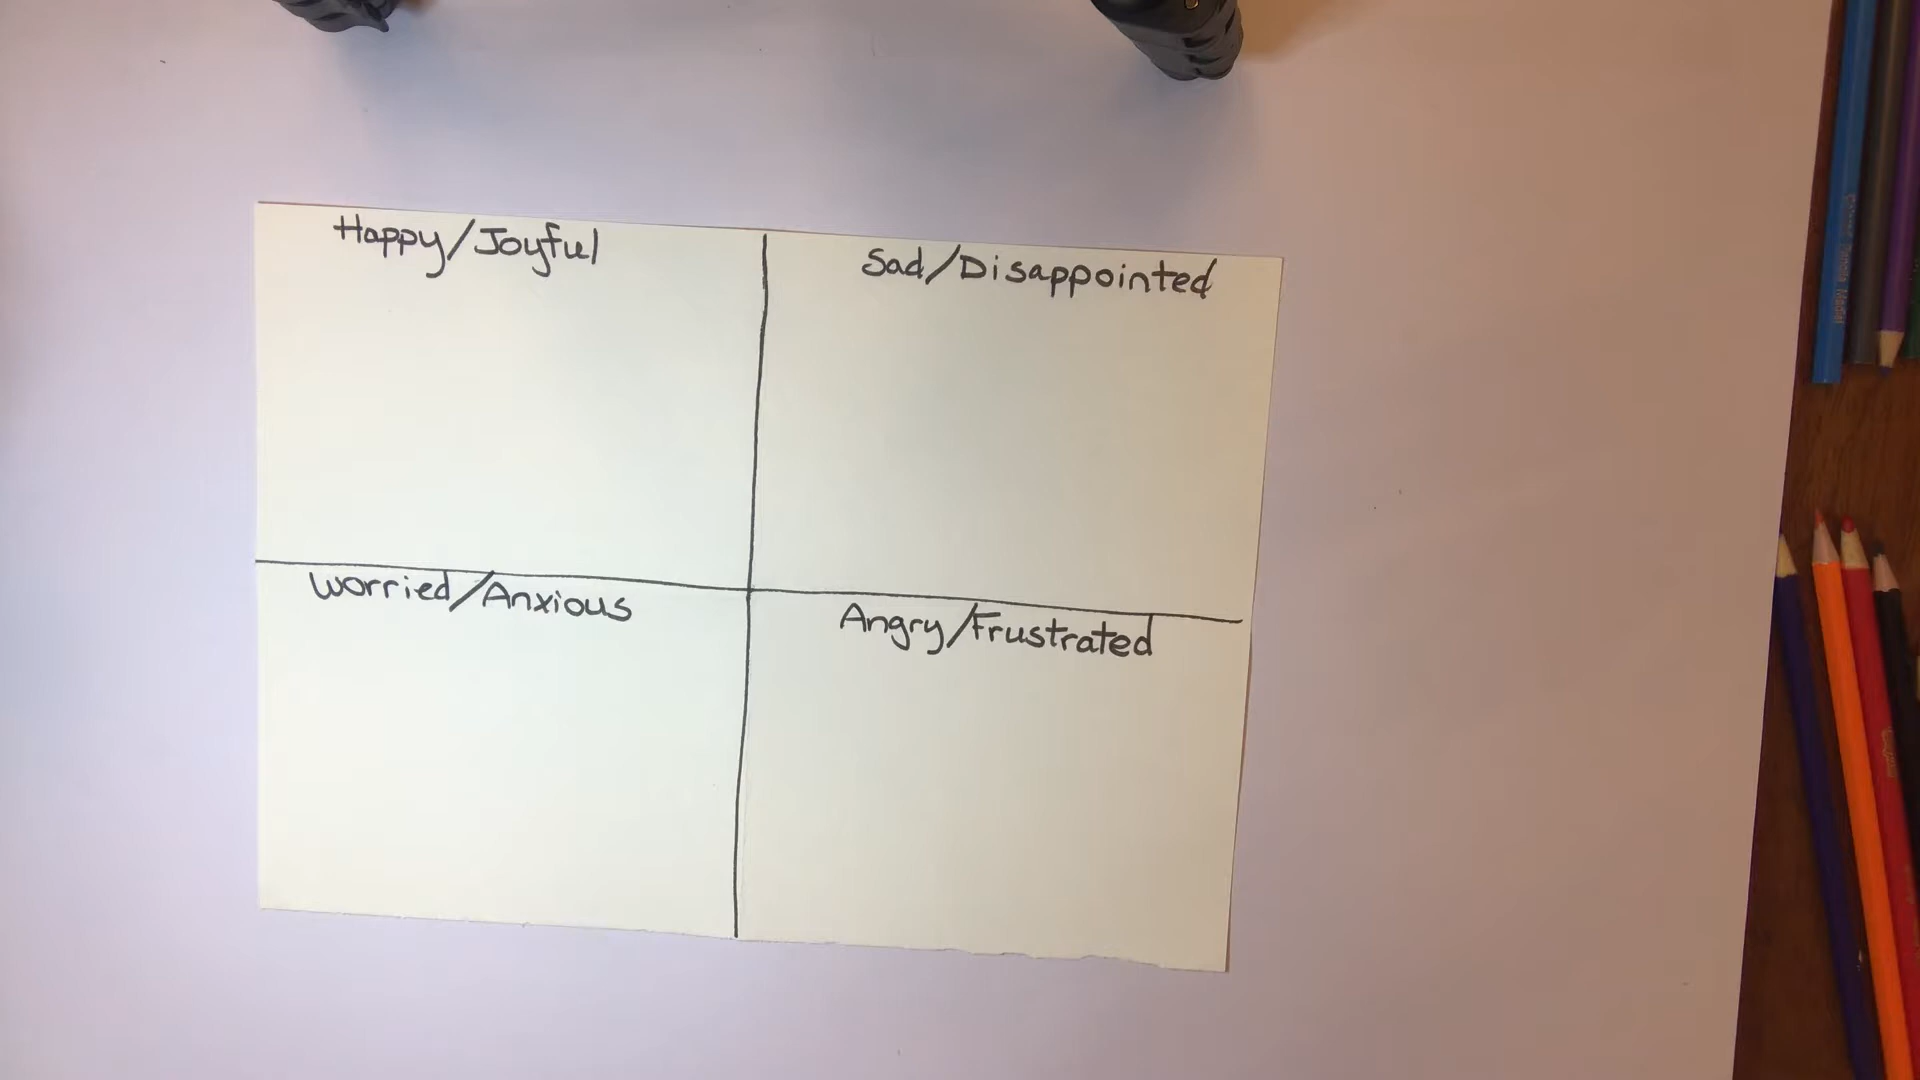 Happy/Joyful
Sad/Disappointed
Worried/Anxious
Angry/Frustrated